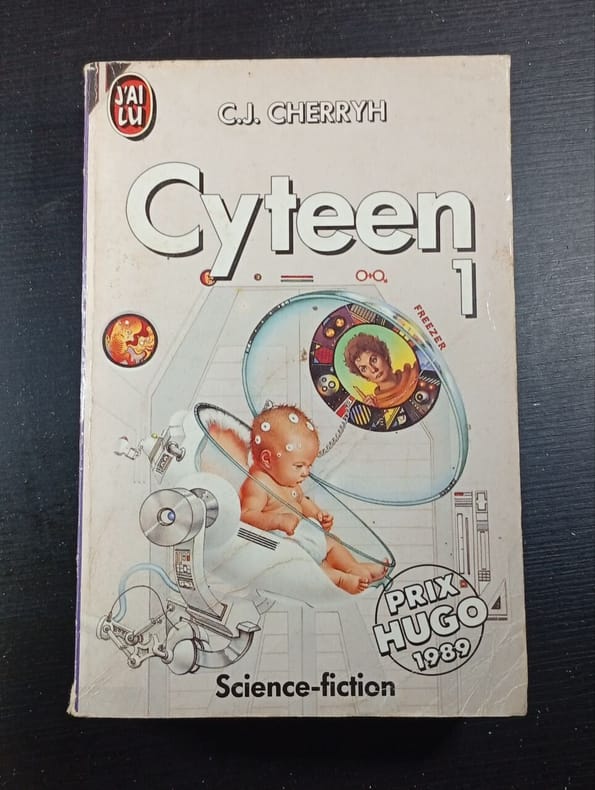 J'AI
LU
C.J. CHERRYH
Cyteen
1
FREEZER
PRIX
HUGO
1989
Science-fiction